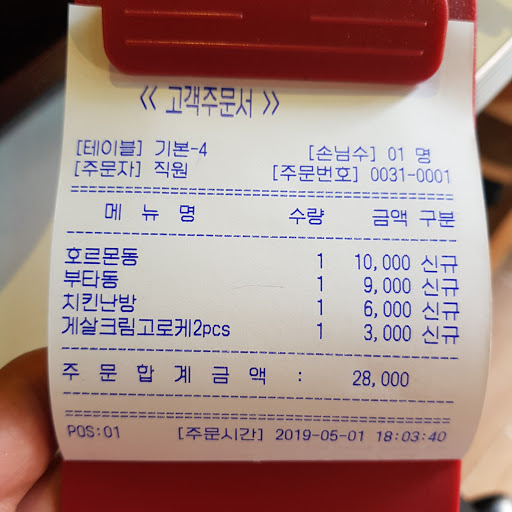 《 고객주문서 》
[테이블] 기본-4 [손님수] 01 명
[주문자] 직원 [주문번호] 0031-0001
메 뉴 명 수량 금액 구분
호르몬동 1 10,000 신규
부타동 1 9,000 신규
치킨난방 1 6,000 신규
게살크림고로케2pcs 1 3,000 신규
주 문 합 계 금 액 : 28,000
POS:01 [주문시간] 2019-05-01 18:03:40